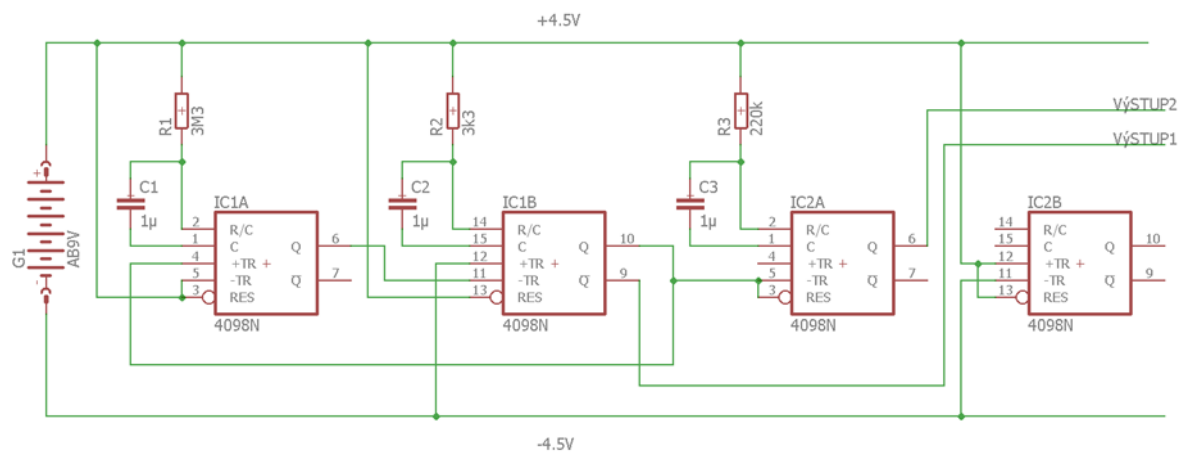 +4.5V
VýSTUP2
VýSTUP1
R1
3M3
R2
3k3
R3
220k
C1
1µ
C2
1µ
C3
1µ
G1
AB9V
+
-
IC1A
2 R/C
1 C Q 6
4 +TR +
5 -TR Q 7
3 RES
4098N
IC1B
14 R/C
15 C Q 10
12 +TR +
11 -TR Q 9
13 RES
4098N
IC2A
2 R/C
1 C Q 6
4 +TR +
5 -TR Q 7
3 RES
4098N
IC2B
14 R/C
15 C Q 10
12 +TR +
11 -TR Q 9
13 RES
4098N
-4.5V